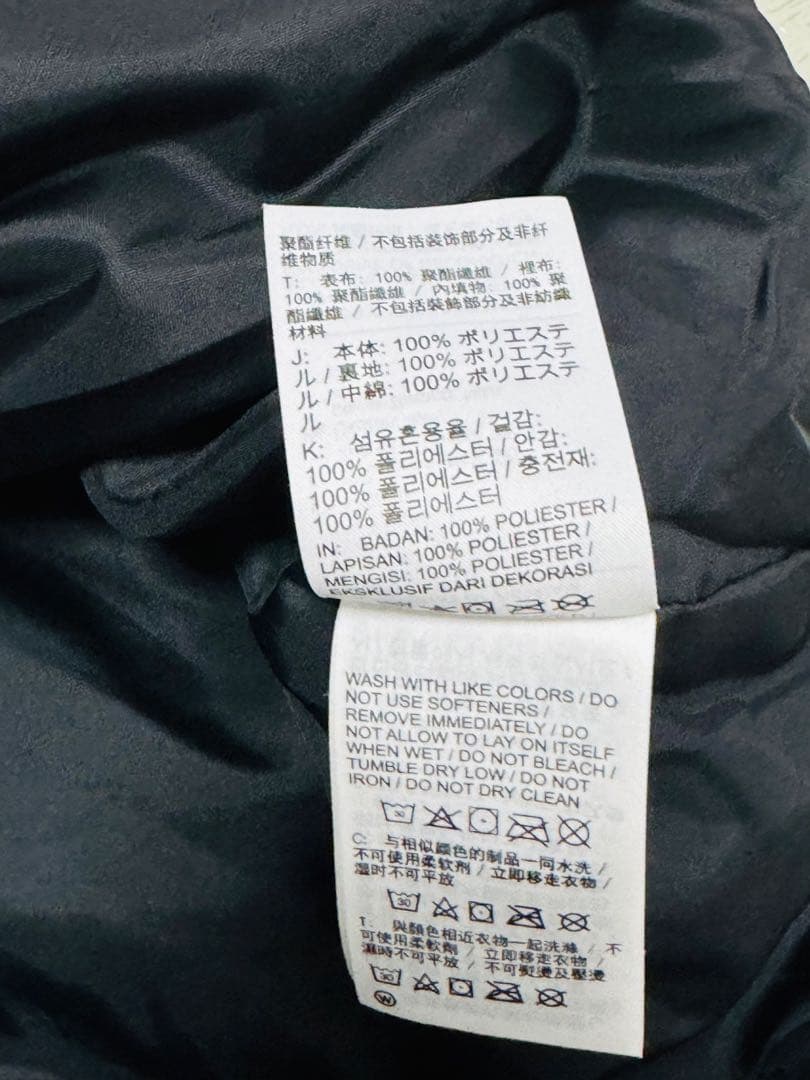 聚酯纤维 / 不包括装饰部分及非纤
维物质
T: 表布: 100% 聚酯纖維 / 裡布:
100% 聚酯纖維 / 內填物: 100% 聚
酯纖維 / 不包括裝飾部分及非紡織
材料
J: 本体: 100% ポリエステ
ル / 裏地: 100% ポリエステ
ル / 中綿: 100% ポリエステ
ル
K: 섬유혼용율 / 겉감:
100% 폴리에스터 / 안감:
100% 폴리에스터 / 충전재:
100% 폴리에스터
IN: BADAN: 100% POLIESTER /
LAPISAN: 100% POLIESTER /
MENGISI: 100% POLIESTER /
EKSKLUSIF DARI DEKORASI
WASH WITH LIKE COLORS / DO
NOT USE SOFTENERS /
REMOVE IMMEDIATELY / DO
NOT ALLOW TO LAY ON ITSELF
WHEN WET / DO NOT BLEACH /
TUMBLE DRY LOW / DO NOT
IRON / DO NOT DRY CLEAN
30
C: 与相似颜色的制品一同水洗 /
不可使用柔软剂 / 立即移走衣物 /
湿时不可平放
30
T: 與顏色相近衣物一起洗滌 / 不
可使用柔軟劑 / 立即移走衣物 /
濕時不可平放 / 不可熨燙及壓燙
30
W